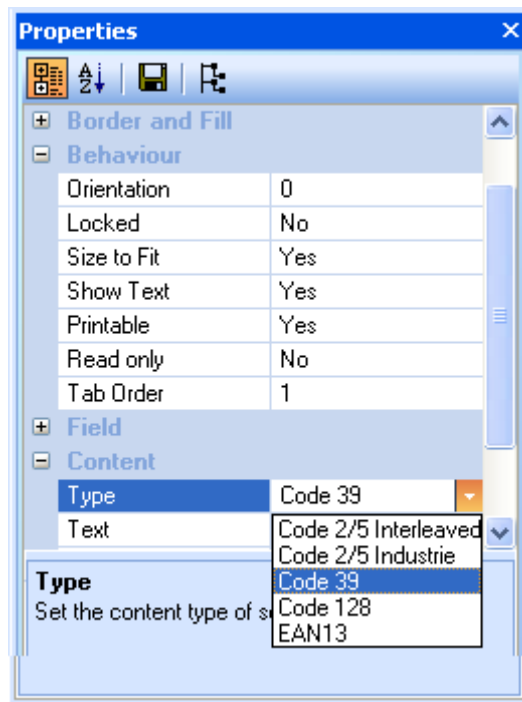 Properties
Border and Fill
Behaviour
Orientation 0
Locked No
Size to Fit Yes
Show Text Yes
Printable Yes
Read only No
Tab Order 1
Field
Content
Type Code 39
Text
Code 2/5 Interleaved
Code 2/5 Industrie
Code 39
Code 128
EAN13
Type
Set the content type of s